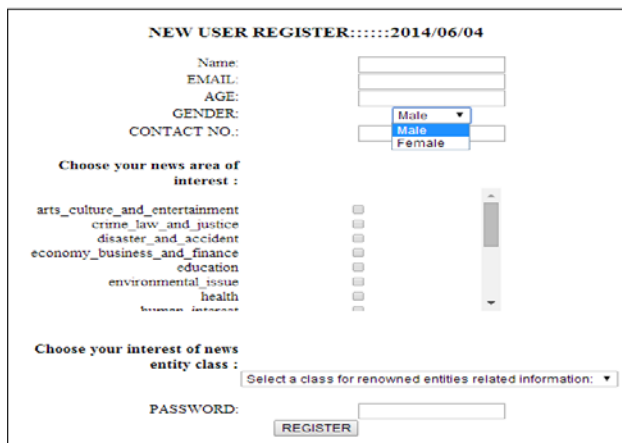 NEW USER REGISTER::::::2014/06/04
Name:
EMAIL:
AGE:
GENDER: Male
CONTACT NO.: Male
Female
Choose your news area of
interest :
arts_culture_and_entertainment
crime_law_and_justice
disaster_and_accident
economy_business_and_finance
education
environmental_issue
health
human_interest
Choose your interest of news
entity class :
Select a class for renowned entities related information:
PASSWORD:
REGISTER